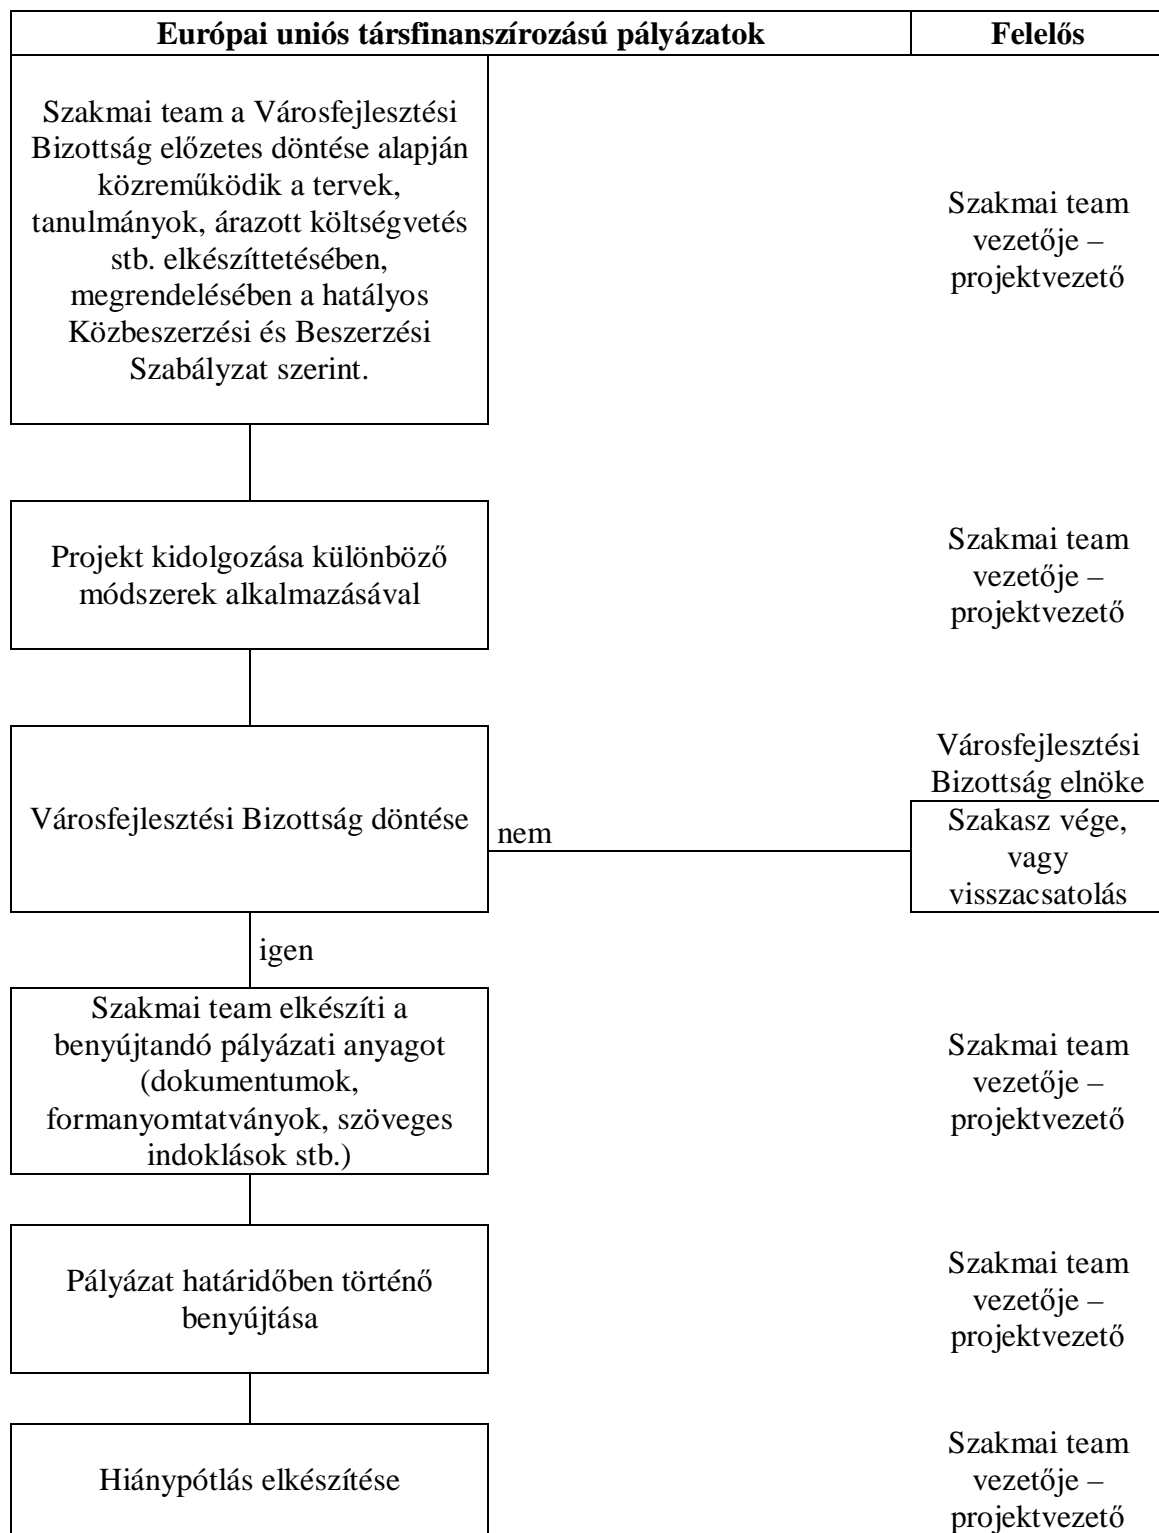 Európai uniós társfinanszírozású pályázatok
Felelős
Szakmai team a Városfejlesztési
Bizottság előzetes döntése alapján
közreműködik a tervek,
tanulmányok, árazott költségvetés
stb. elkészíttetésében,
megrendelésében a hatályos
Közbeszerzési és Beszerzési
Szabályzat szerint.
Szakmai team
vezetője –
projektvezető
Projekt kidolgozása különböző
módszerek alkalmazásával
Szakmai team
vezetője –
projektvezető
Városfejlesztési Bizottság döntése
nem
Városfejlesztési
Bizottság elnöke
Szakasz vége,
vagy
visszacsatolás
igen
Szakmai team elkészíti a
benyújtandó pályázati anyagot
(dokumentumok,
formanyomtatványok, szöveges
indoklások stb.)
Szakmai team
vezetője –
projektvezető
Pályázat határidőben történő
benyújtása
Szakmai team
vezetője –
projektvezető
Hiánypótlás elkészítése
Szakmai team
vezetője –
projektvezető